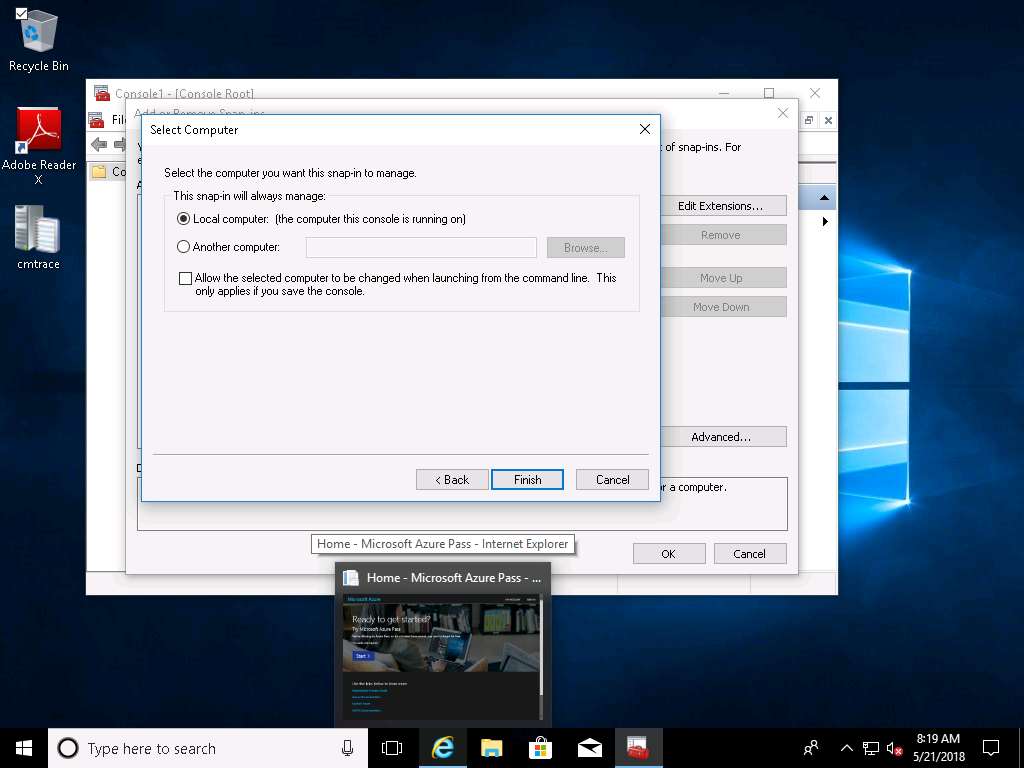 Recycle Bin
Adobe Reader
X
cmtrace
Console1 - [Console Root]
Add or Remove Snap-ins
Select Computer
of snap-ins. For
Select the computer you want this snap-in to manage.
This snap-in will always manage:
Local computer: (the computer this console is running on)
Another computer:
Browse...
Allow the selected computer to be changed when launching from the command line. This
only applies if you save the console.
Edit Extensions...
Remove
Move Up
Move Down
Advanced...
< Back
Finish
Cancel
a computer.
Home - Microsoft Azure Pass - Internet Explorer
OK
Cancel
Home - Microsoft Azure Pass - ...
Microsoft Azure
Ready to get started?
Try Microsoft Azure Pass
Start >
Type here to search
8:19 AM
5/21/2018